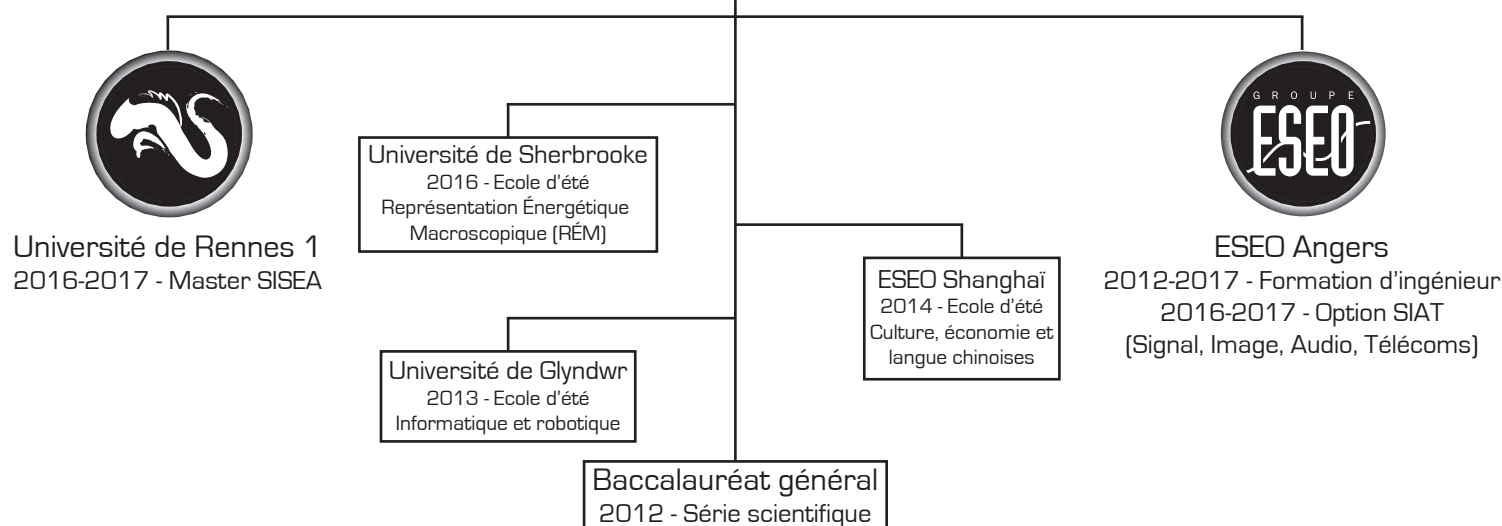 Université de Rennes 1
2016-2017 - Master SISEA
Université de Sherbrooke
2016 - Ecole d'été
Représentation Énergétique
Macroscopique (RÉM)
Université de Glyndwr
2013 - Ecole d'été
Informatique et robotique
ESEO Shanghaï
2014 - Ecole d'été
Culture, économie et
langue chinoises
Baccalauréat général
2012 - Série scientifique
GROUPE
ESEO
ESEO Angers
2012-2017 - Formation d'ingénieur
2016-2017 - Option SIAT
(Signal, Image, Audio, Télécoms)